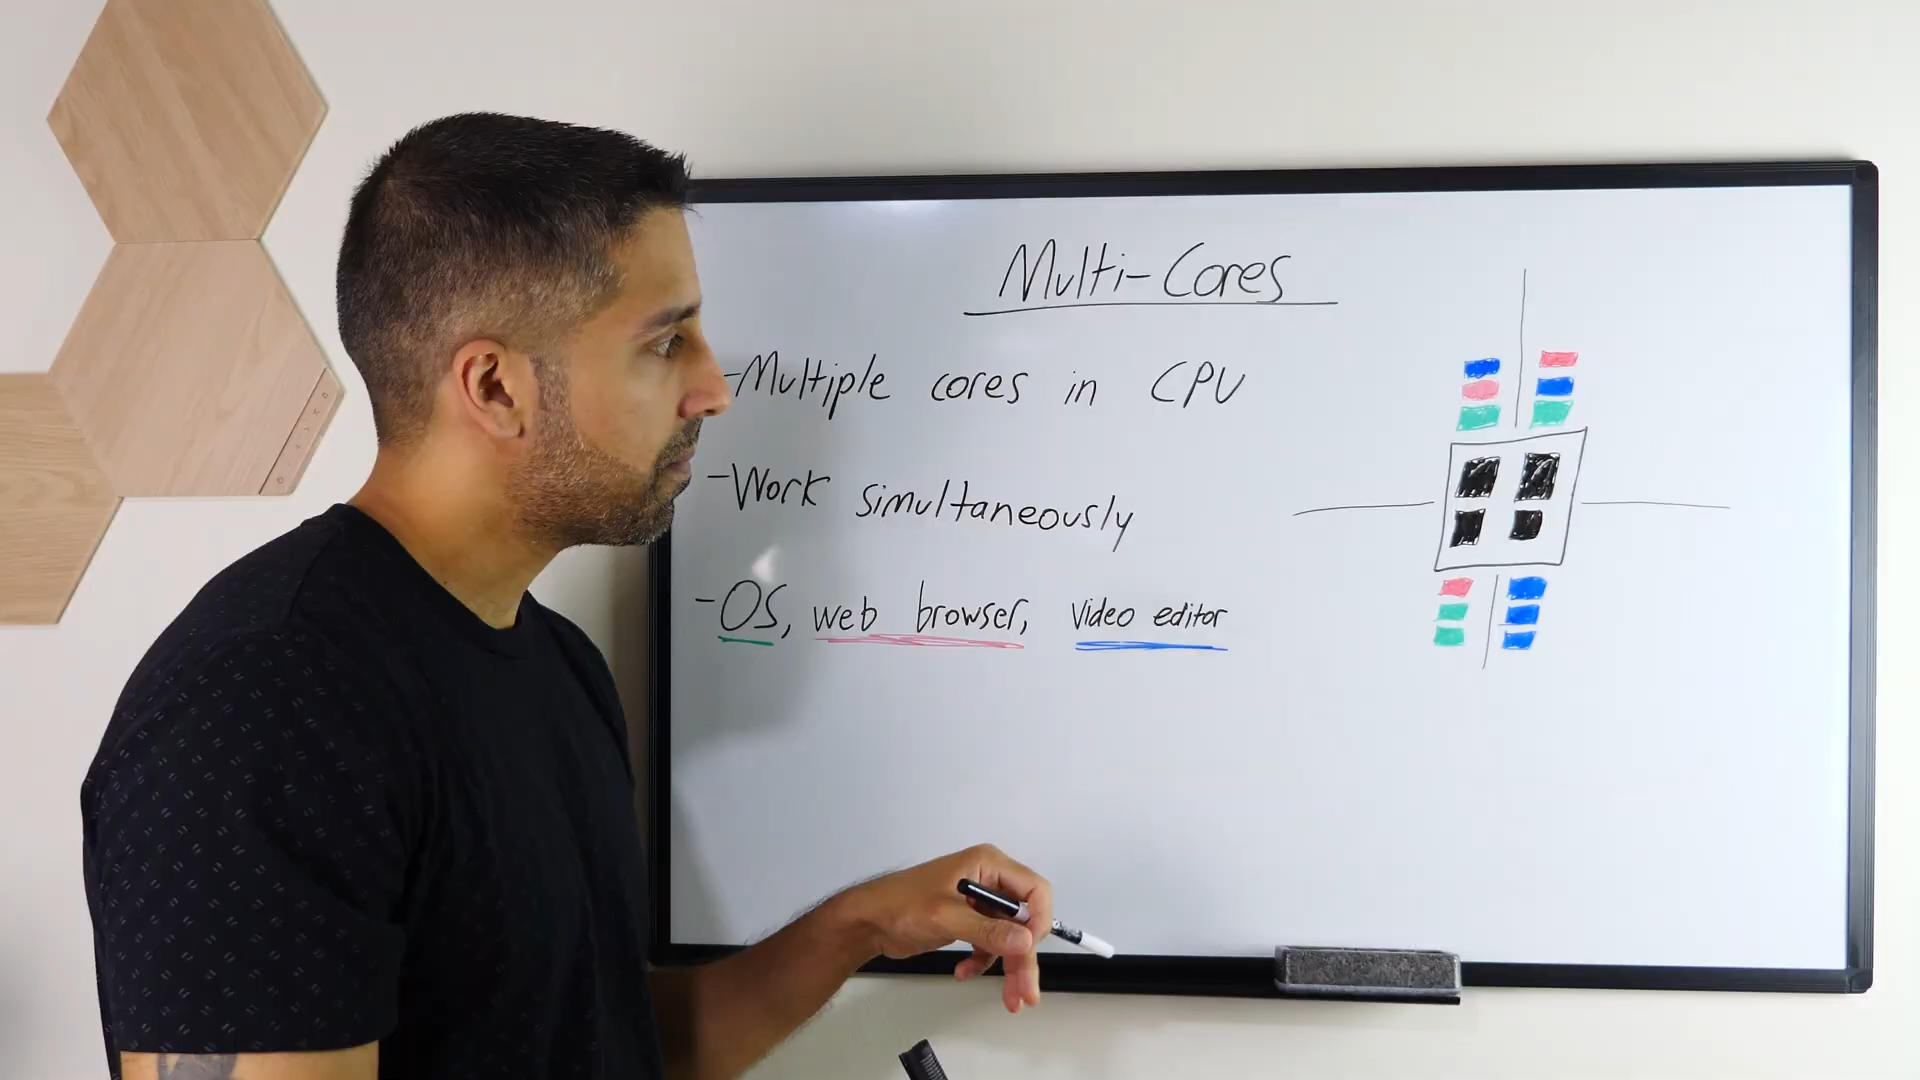 Multi-Cores
-Multiple cores in CPU
-Work simultaneously
-OS, web browser, Video editor